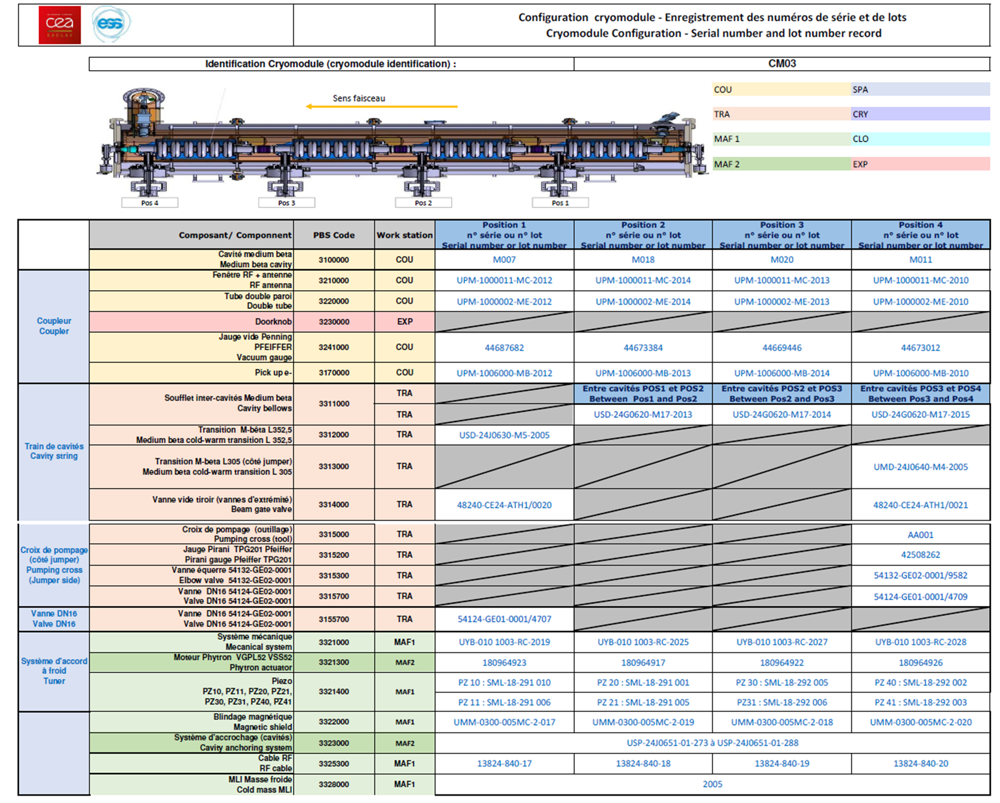 cea
SACLAY
ess
Configuration cryomodule - Enregistrement des numéros de série et de lots
Cryomodule Configuration - Serial number and lot number record
Identification Cryomodule (cryomodule identification) :
CM03
Sens faisceau
COU
SPA
TRA
CRY
MAF 1
CLO
MAF 2
EXP
Pos 4
Pos 3
Pos 2
Pos 1
Composant/ Componnent
PBS Code
Work station
Position 1
n° série ou n° lot
Serial number or lot number
Position 2
n° série ou n° lot
Serial number or lot number
Position 3
n° série ou n° lot
Serial number or lot number
Position 4
n° série ou n° lot
Serial number or lot number
Cavité medium beta
Medium beta cavity
3100000
COU
M007
M018
M020
M011
Coupleur
Coupler
Fenêtre RF + antenne
RF antenna
3210000
COU
UPM-1000011-MC-2012
UPM-1000011-MC-2014
UPM-1000011-MC-2013
UPM-1000011-MC-2010
Tube double paroi
Double tube
3220000
COU
UPM-1000002-ME-2012
UPM-1000002-ME-2014
UPM-1000002-ME-2013
UPM-1000002-ME-2010
Doorknob
3230000
EXP
Jauge vide Penning
PFEIFFER
Vacuum gauge
3241000
COU
44687682
44673384
44669446
44673012
Pick up e-
3170000
COU
UPM-1006000-MB-2012
UPM-1006000-MB-2013
UPM-1006000-MB-2014
UPM-1006000-MB-2010
Train de cavités
Cavity string
Soufflet inter-cavités Medium beta
Cavity bellows
3311000
TRA
Entre cavités POS1 et POS2
Between Pos1 and Pos2
Entre cavités POS2 et POS3
Between Pos2 and Pos3
Entre cavités POS3 et POS4
Between Pos3 and Pos4
TRA
USD-24G0620-M17-2013
USD-24G0620-M17-2014
USD-24G0620-M17-2015
Transition M-bêta L352,5
Medium beta cold-warm transition L 352,5
3312000
TRA
USD-24J0630-M5-2005
Transition M-beta L305 (côté jumper)
Medium beta cold-warm transition L 305
3313000
TRA
UMD-24J0640-M4-2005
Vanne vide tiroir (vannes d'extrémité)
Beam gate valve
3314000
TRA
48240-CE24-ATH1/0020
48240-CE24-ATH1/0021
Croix de pompage
(côté jumper)
Pumping cross
(Jumper side)
Croix de pompage (outillage)
Pumping cross (tool)
3315000
TRA
AA001
Jauge Pirani TPG201 Pfeiffer
Pirani gauge Pfeiffer TPG201
3315200
TRA
42508262
Vanne équerre 54132-GE02-0001
Elbow valve 54132-GE02-0001
3315300
TRA
54132-GE02-0001/9582
Vanne DN16 54124-GE02-0001
Valve DN16 54124-GE02-0001
3315700
TRA
54124-GE01-0001/4709
Vanne DN16
Valve DN16
Vanne DN16 54124-GE02-0001
Valve DN16 54124-GE02-0001
3155700
TRA
54124-GE01-0001/4707
Système d'accord
à froid
Tuner
Système mécanique
Mecanical system
3321000
MAF1
UYB-010 1003-RC-2019
UYB-010 1003-RC-2025
UYB-010 1003-RC-2027
UYB-010 1003-RC-2028
Moteur Phytron VGPL52 VSS52
Phytron actuator
3321300
MAF2
180964923
180964917
180964922
180964926
Piezo
PZ10, PZ11, PZ20, PZ21,
PZ30, PZ31, PZ40, PZ41
3321400
MAF1
PZ 10 : SML-18-291 010
PZ 20 : SML-18-291 001
PZ 30 : SML-18-292 005
PZ 40 : SML-18-292 002
PZ 11 : SML-18-291 006
PZ 21 : SML-18-291 005
PZ31 : SML-18-292 006
PZ 41 : SML-18-292 003
Blindage magnétique
Magnetic shield
3322000
MAF1
UMM-0300-005MC-2-017
UMM-0300-005MC-2-019
UMM-0300-005MC-2-018
UMM-0300-005MC-2-020
Système d'accrochage (cavités)
Cavity anchoring system
3323000
MAF2
USP-24J0651-01-273 à USP-24J0651-01-288
Cable RF
RF cable
3325300
MAF1
13824-840-17
13824-840-18
13824-840-19
13824-840-20
MLI Masse froide
Cold mass MLI
3328000
MAF1
2005